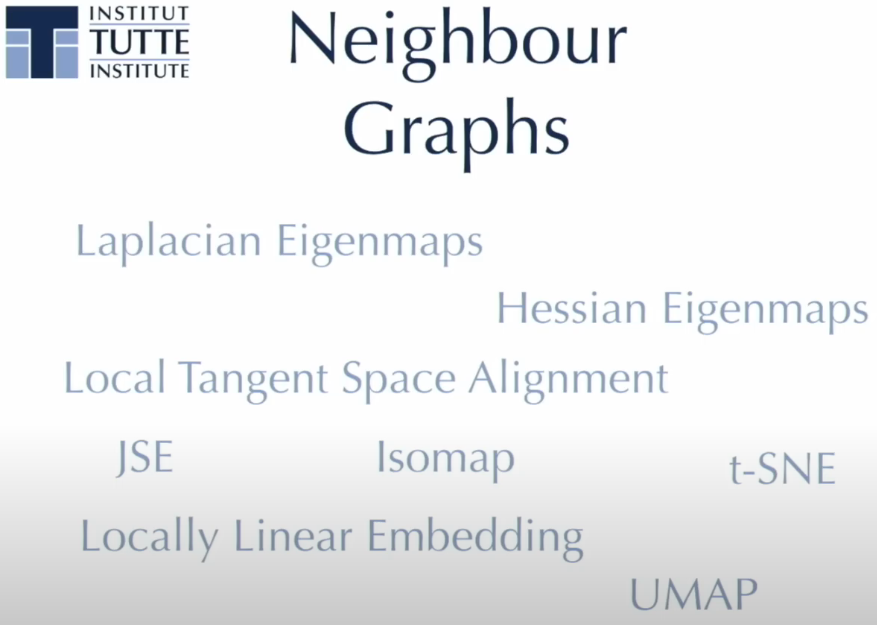 INSTITUT
TUTTE
INSTITUTE
Neighbour
Graphs
Laplacian Eigenmaps
Hessian Eigenmaps
Local Tangent Space Alignment
JSE Isomap t-SNE
Locally Linear Embedding
UMAP